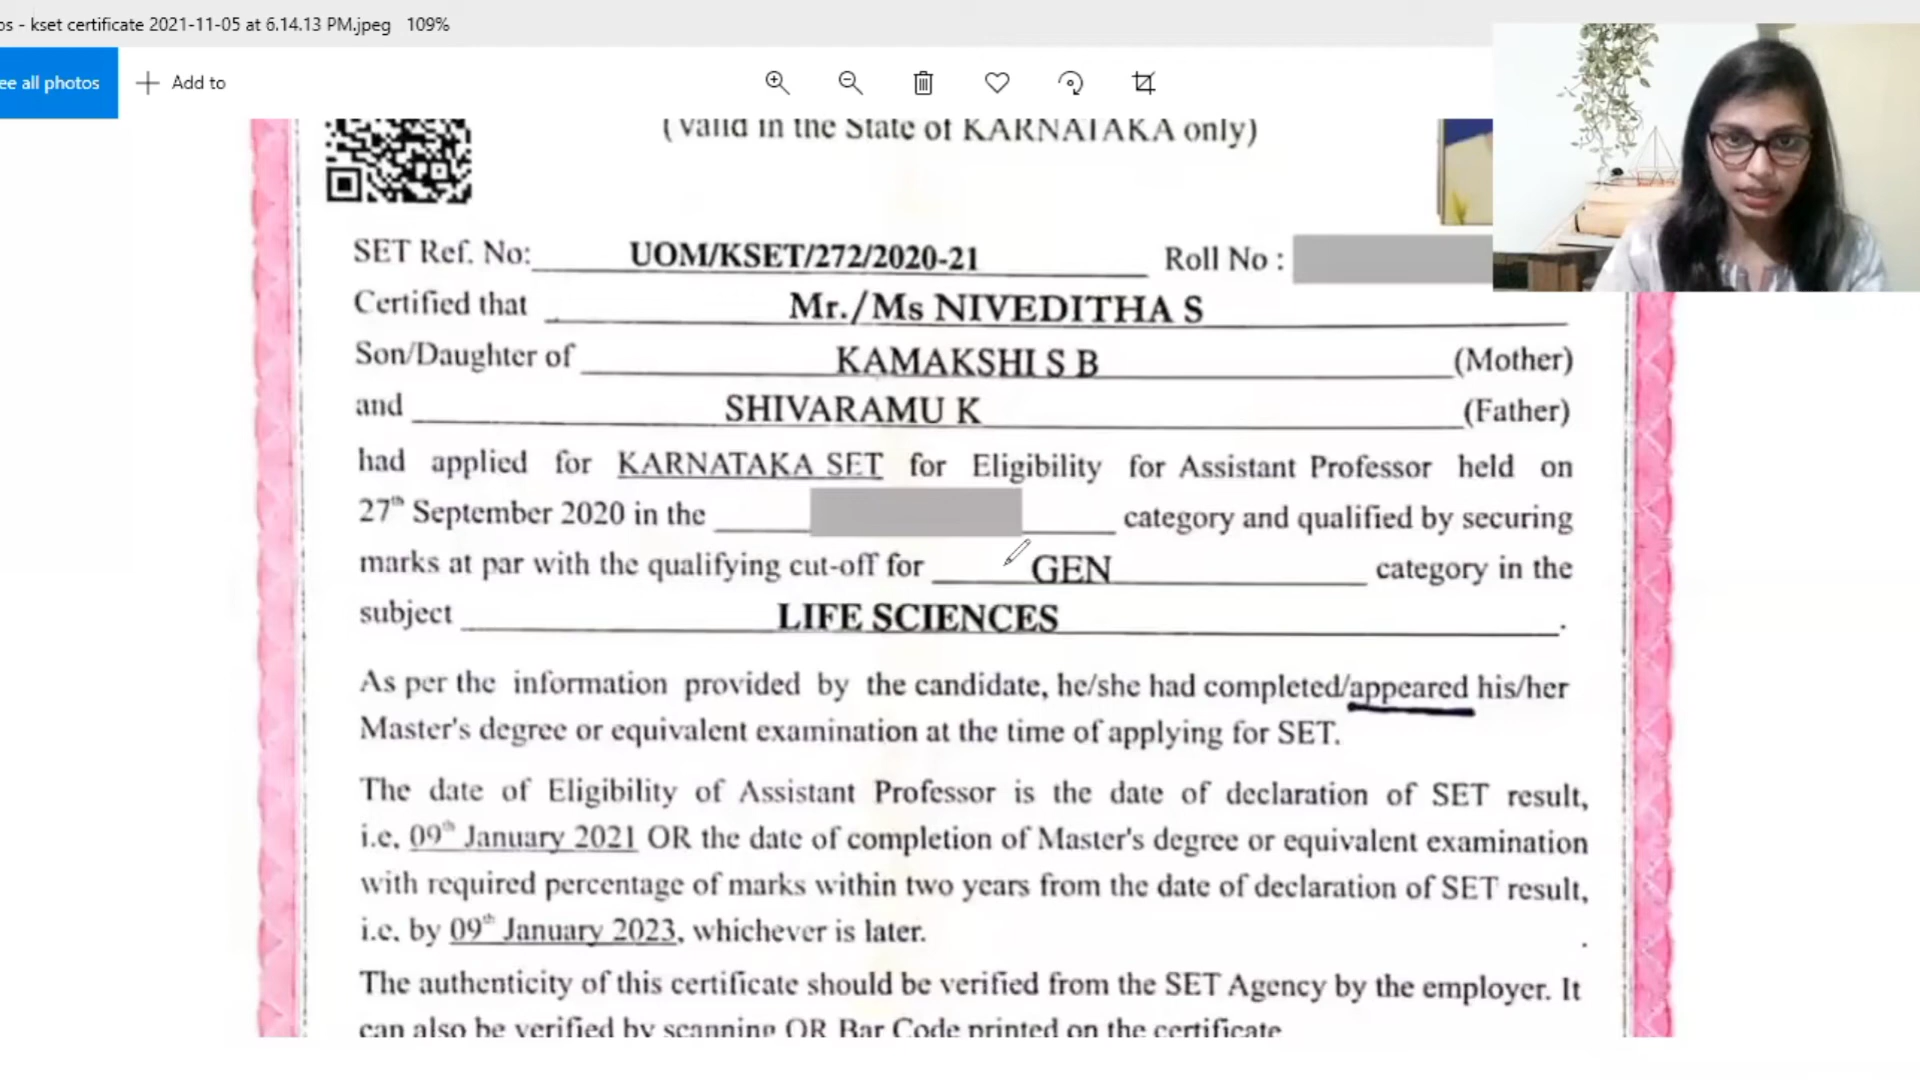 os - kset certificate 2021-11-05 at 6.14.13 PM.jpeg 109%
ee all photos
Add to
(Valid in the State of KARNATAKA only)
SET Ref. No: UOM/KSET/272/2020-21 Roll No :
Certified that Mr./Ms NIVEDITHA S
Son/Daughter of KAMAKSHI S B (Mother)
and SHIVARAMU K (Father)
had applied for KARNATAKA SET for Eligibility for Assistant Professor held on
27th September 2020 in the category and qualified by securing
marks at par with the qualifying cut-off for GEN category in the
subject LIFE SCIENCES.
As per the information provided by the candidate, he/she had completed/appeared his/her
Master's degree or equivalent examination at the time of applying for SET.
The date of Eligibility of Assistant Professor is the date of declaration of SET result,
i.e. 09th January 2021 OR the date of completion of Master's degree or equivalent examination
with required percentage of marks within two years from the date of declaration of SET result,
i.e. by 09th January 2023, whichever is later.
The authenticity of this certificate should be verified from the SET Agency by the employer. It
can also be verified by scanning QR Bar Code printed on the certificate